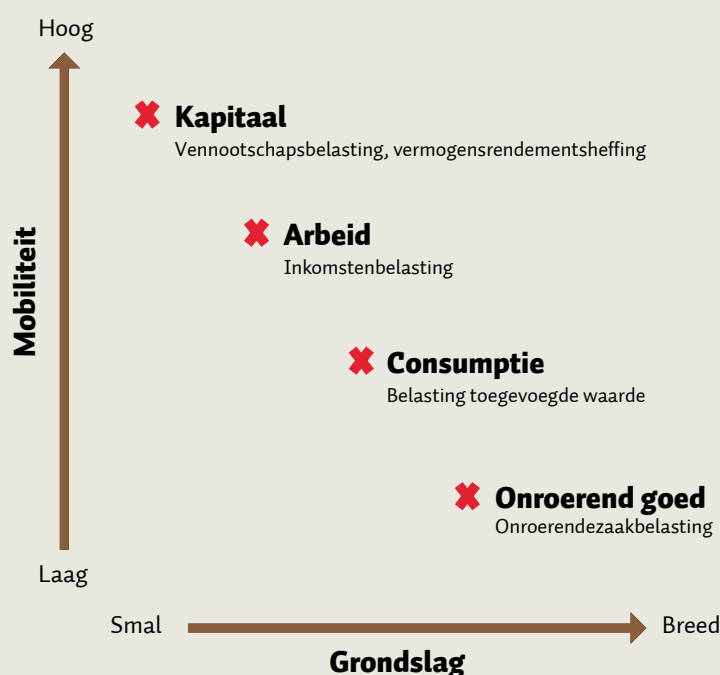 Hoog
Kapitaal
Vennootschapsbelasting, vermogensrendementsheffing
Arbeid
Inkomstenbelasting
Mobiliteit
Consumptie
Belasting toegevoegde waarde
Onroerend goed
Onroerendezaakbelasting
Laag
Smal
Breed
Grondslag